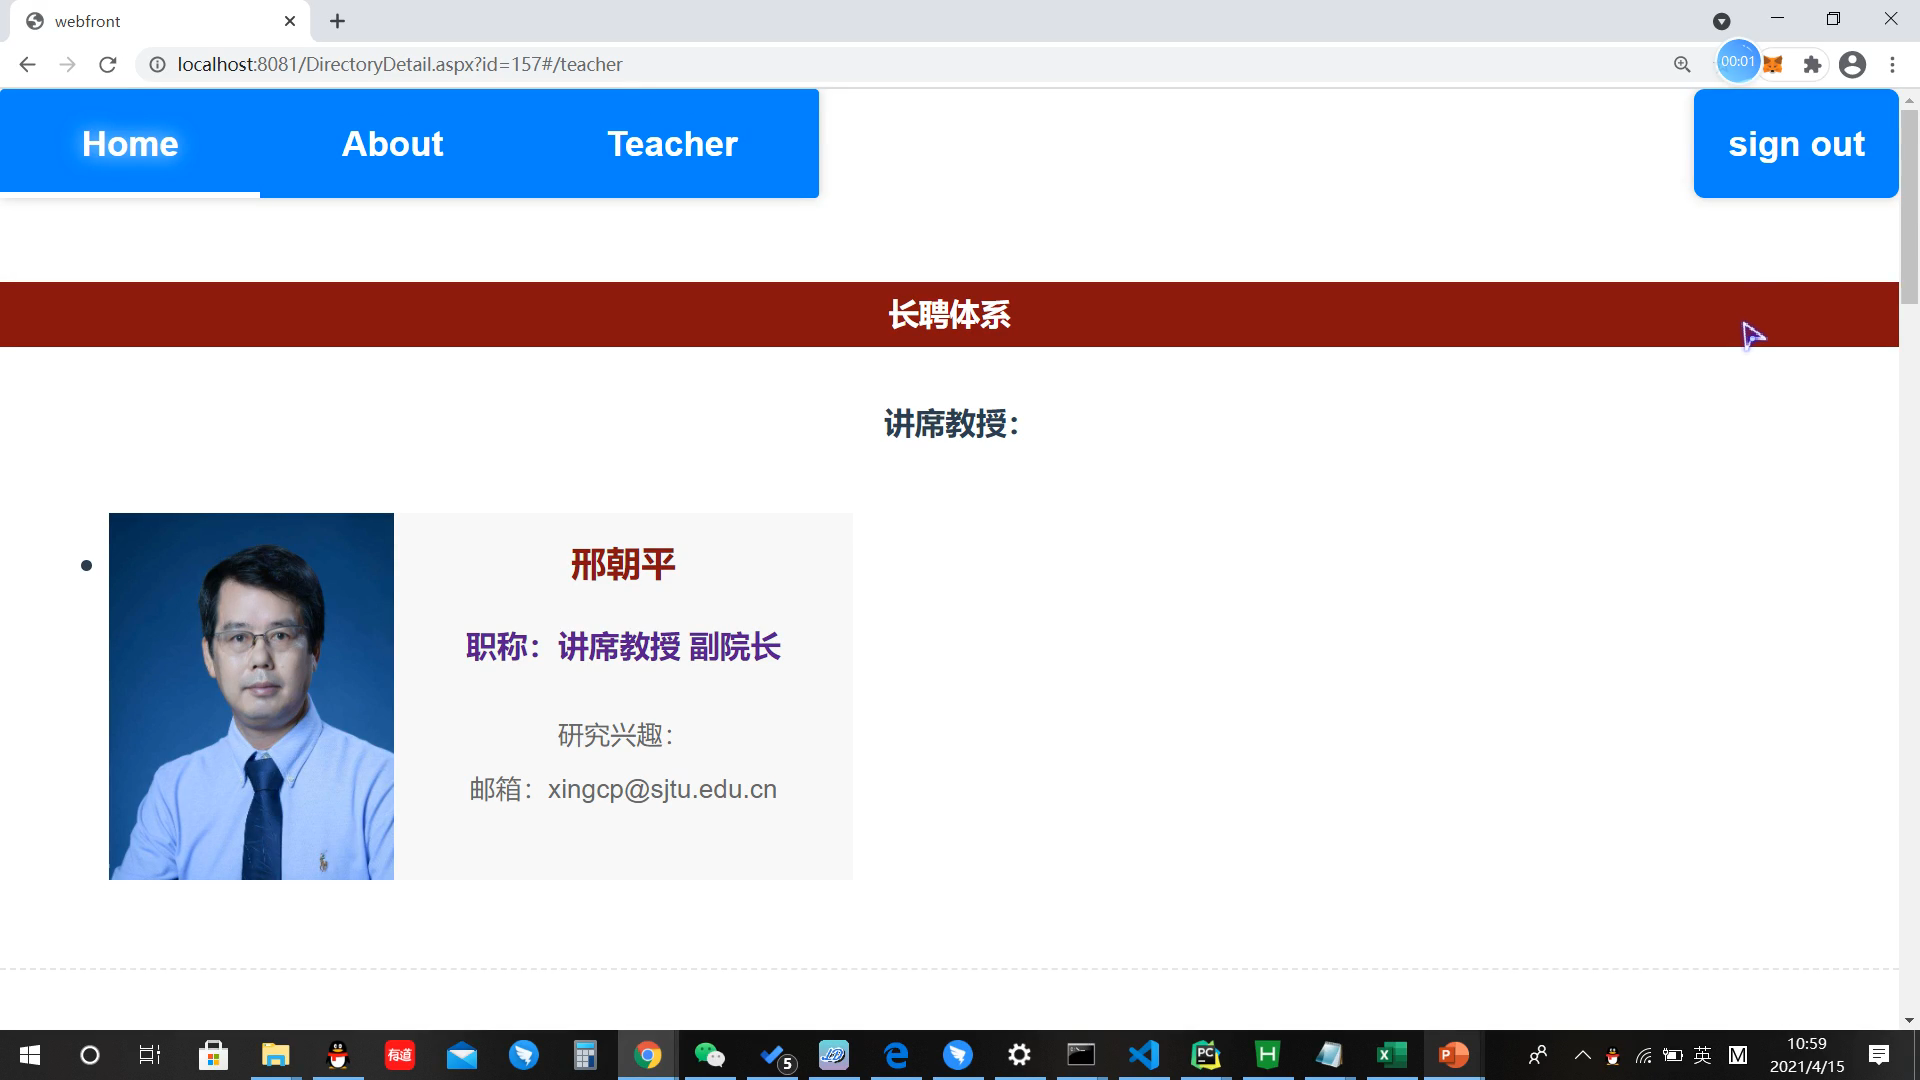 webfront
localhost:8081/DirectoryDetail.aspx?id=157#/teacher
00:01
Home About Teacher sign out
长聘体系
讲席教授：
邢朝平
职称：讲席教授 副院长
研究兴趣：
邮箱：xingcp@sjtu.edu.cn
有道
5
PC
H
X
P
英
M
10:59
2021/4/15